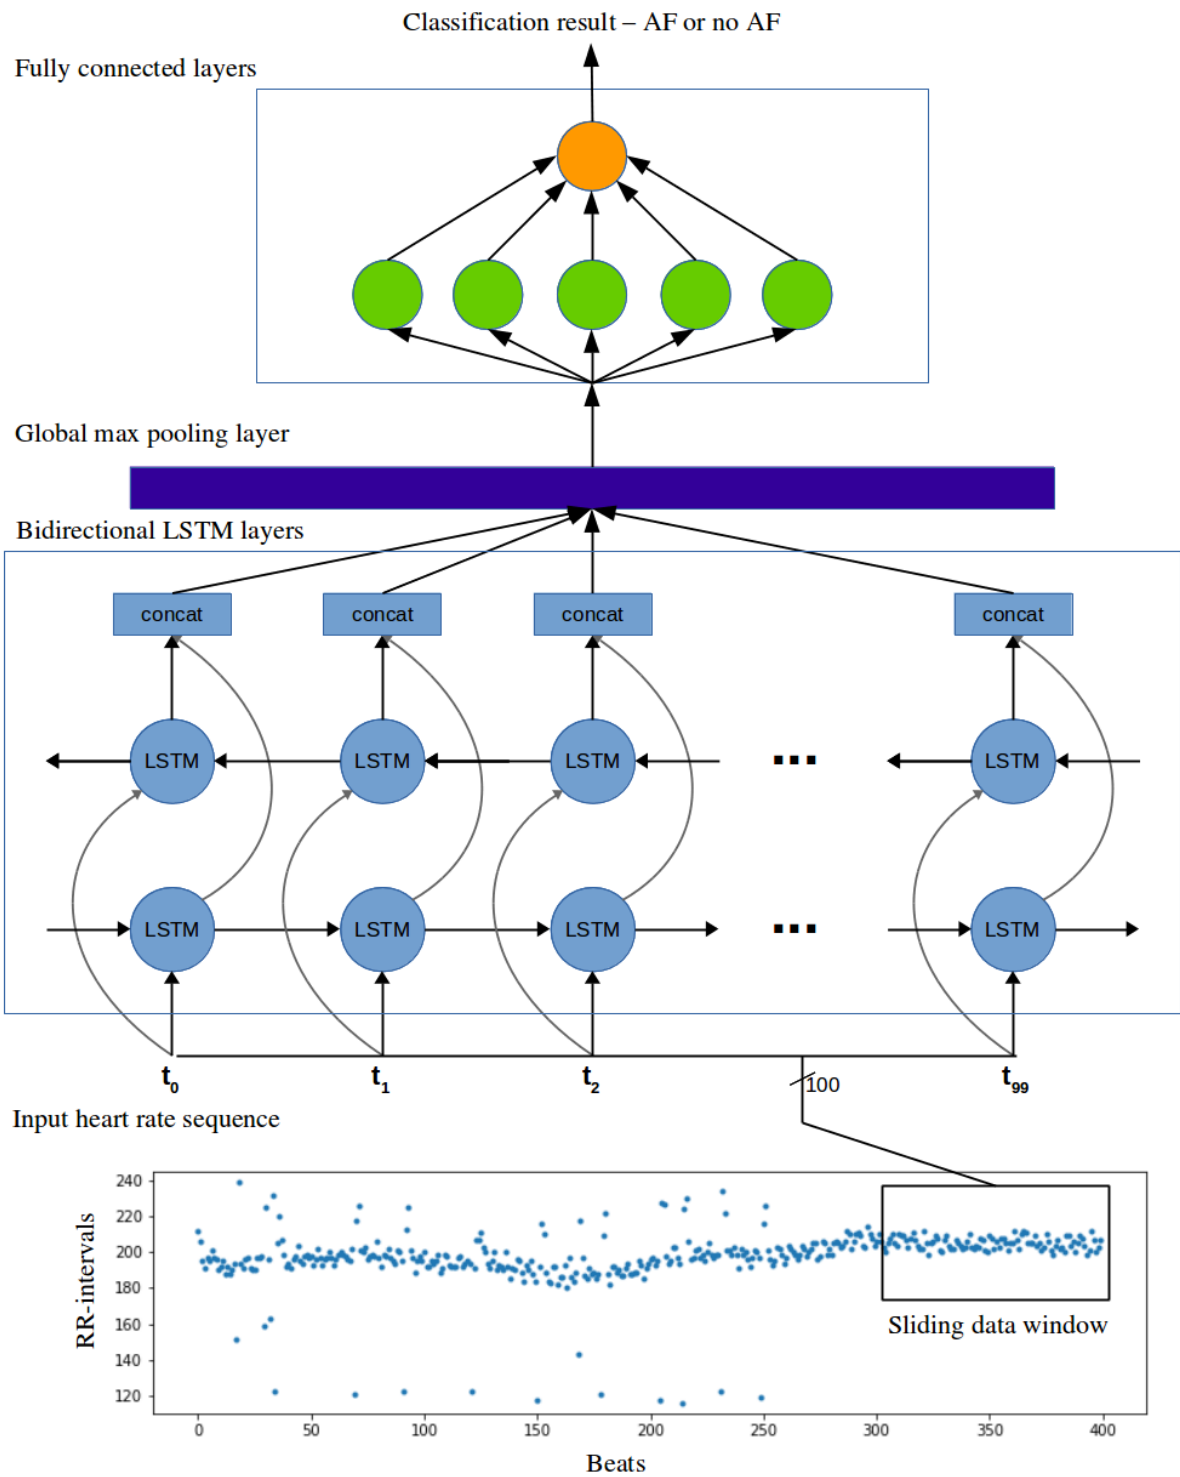 Classification result – AF or no AF
Fully connected layers
Global max pooling layer
Bidirectional LSTM layers
concat concat concat concat
LSTM LSTM LSTM ... LSTM
LSTM LSTM LSTM ... LSTM
t0 t1 t2 t99
100
Input heart rate sequence
240
220
200
180
160
140
120
RR-intervals
Sliding data window
0 50 100 150 200 250 300 350 400
Beats